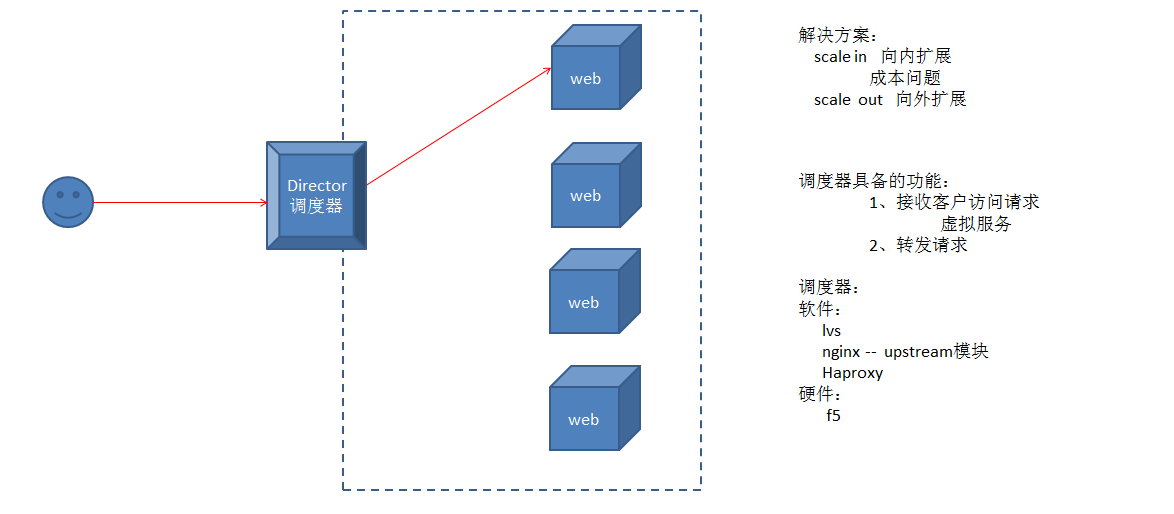 web
web
web
web
Director
调度器
解决方案：
scale in 向内扩展
成本问题
scale out 向外扩展
调度器具备的功能：
1、接收客户访问请求
虚拟服务
2、转发请求
调度器：
软件：
lvs
nginx -- upstream模块
Haproxy
硬件：
f5